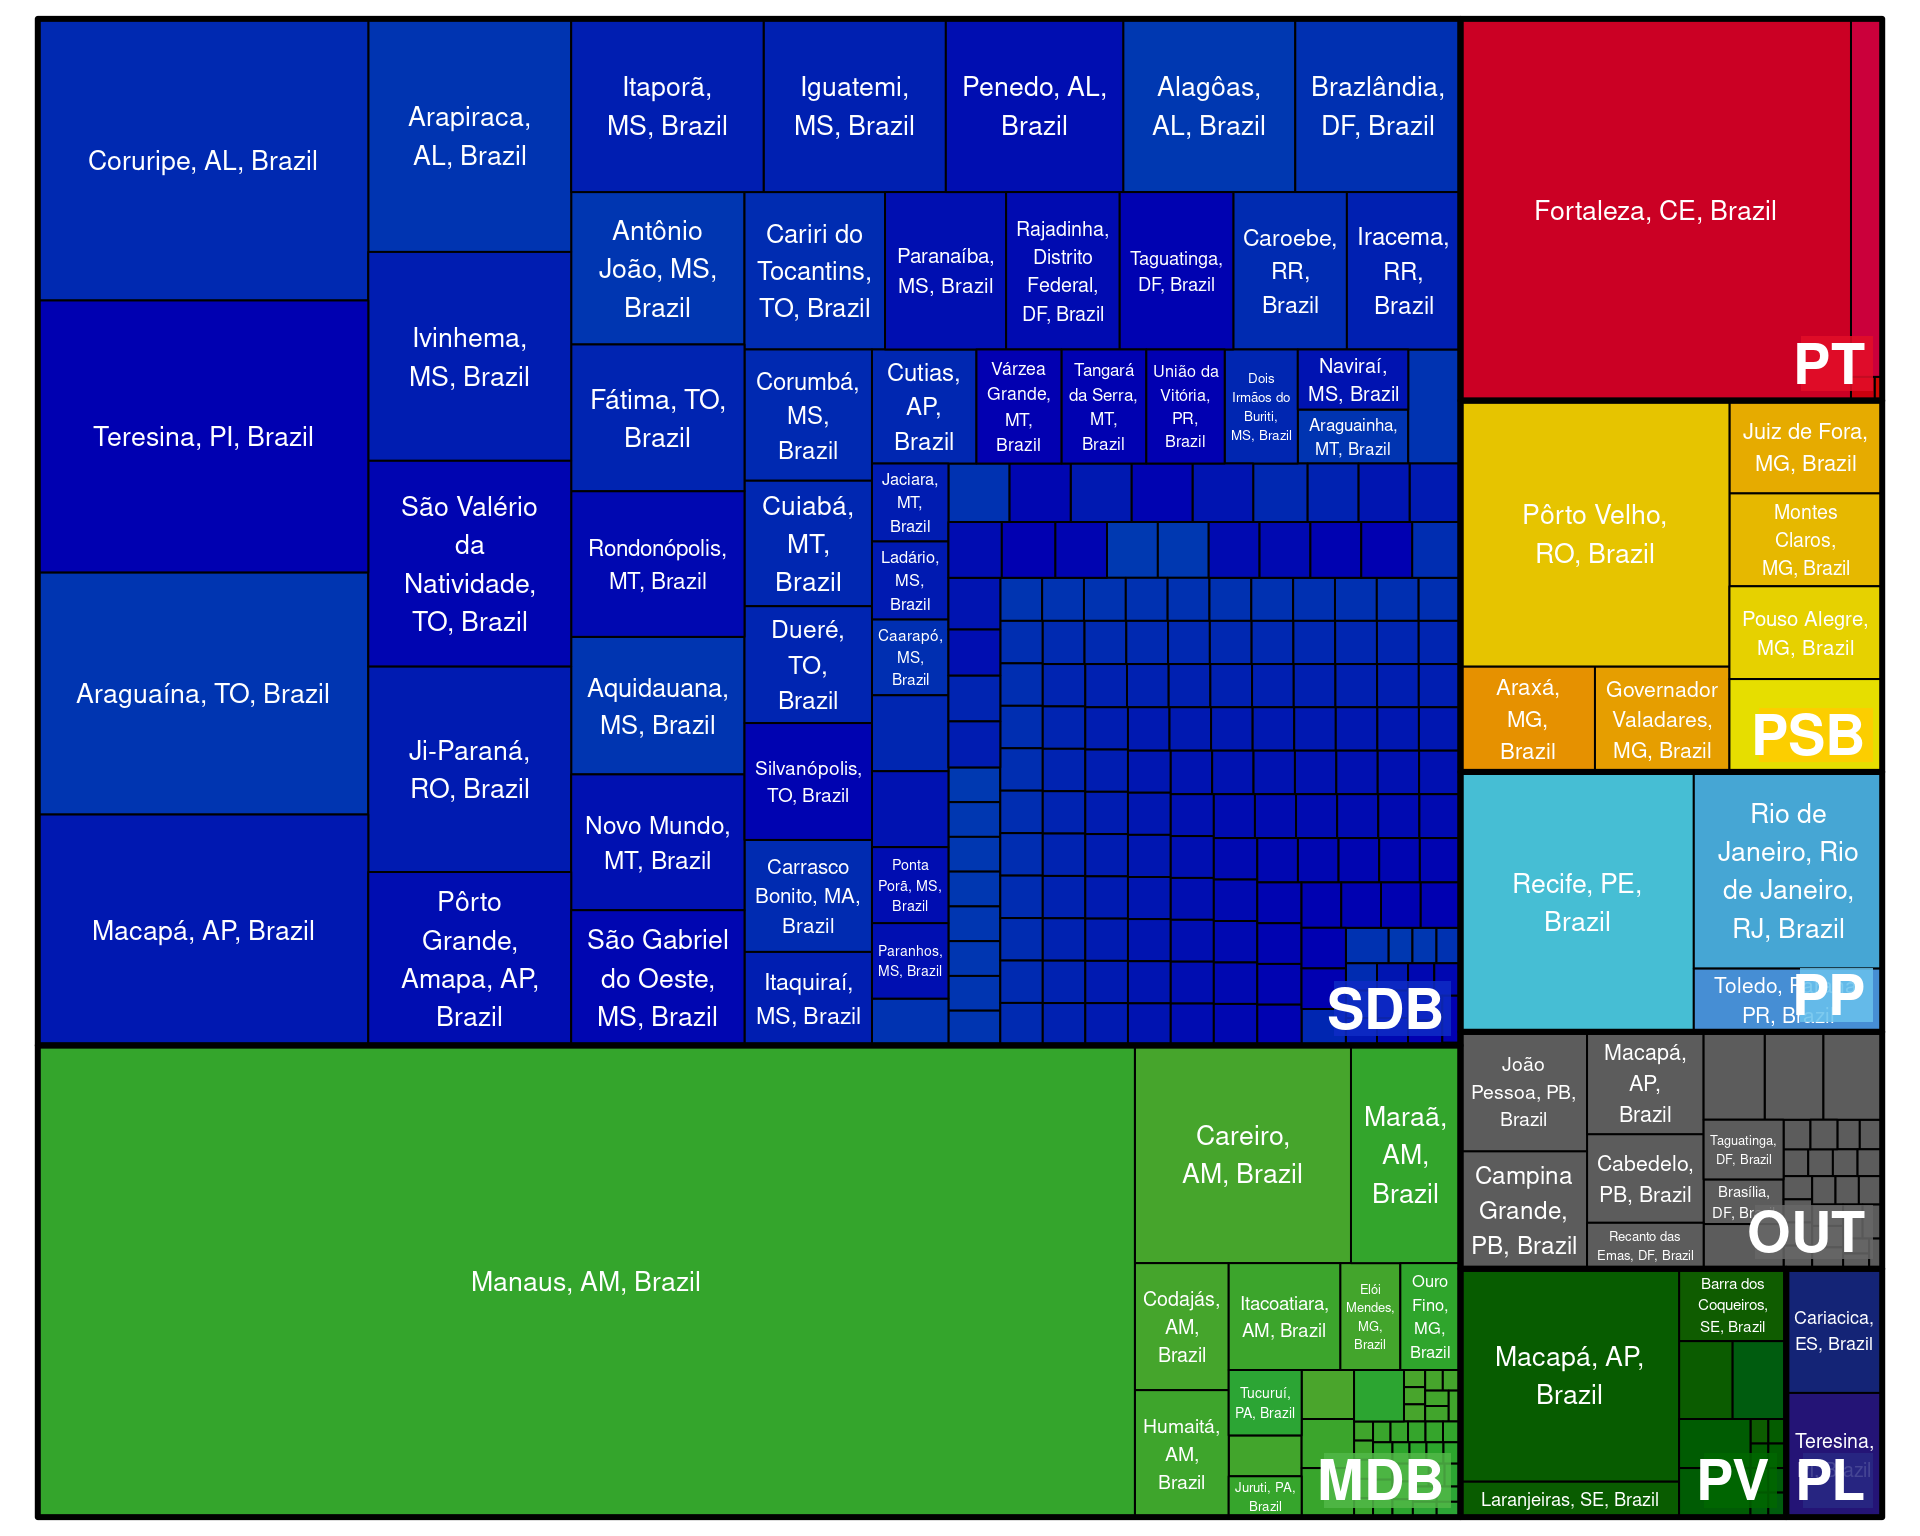 Coruripe, AL, Brazil
Teresina, PI, Brazil
Araguaína, TO, Brazil
Macapá, AP, Brazil
Arapiraca,
AL, Brazil
Ivinhema,
MS, Brazil
São Valério
da
Natividade,
TO, Brazil
Ji-Paraná,
RO, Brazil
Pôrto
Grande,
Amapa, AP,
Brazil
Itaporã,
MS, Brazil
Iguatemi,
MS, Brazil
Penedo, AL,
Brazil
Alagôas,
AL, Brazil
Brazlândia,
DF, Brazil
Antônio
João, MS,
Brazil
Fátima, TO,
Brazil
Rondonópolis,
MT, Brazil
Aquidauana,
MS, Brazil
Novo Mundo,
MT, Brazil
São Gabriel
do Oeste,
MS, Brazil
Cariri do
Tocantins,
TO, Brazil
Paranaíba,
MS, Brazil
Rajadinha,
Distrito
Federal,
DF, Brazil
Taguatinga,
DF, Brazil
Caroebe,
RR,
Brazil
Iracema,
RR,
Brazil
Corumbá,
MS,
Brazil
Cuiabá,
MT,
Brazil
Dueré,
TO,
Brazil
Silvanópolis,
TO, Brazil
Carrasco
Bonito, MA,
Brazil
Itaquiraí,
MS, Brazil
Cutias,
AP,
Brazil
Várzea
Grande,
MT,
Brazil
Tangará
da Serra,
MT,
Brazil
União da
Vitória,
PR,
Brazil
Dois
Irmãos do
Buriti,
MS, Brazil
Naviraí,
MS, Brazil
Araguainha,
MT, Brazil
Jaciara,
MT,
Brazil
Ladário,
MS,
Brazil
Caarapó,
MS,
Brazil
Ponta
Porã, MS,
Brazil
Paranhos,
MS, Brazil
SDB
Manaus, AM, Brazil
Careiro,
AM, Brazil
Maraã,
AM,
Brazil
Codajás,
AM,
Brazil
Humaitá,
AM,
Brazil
Itacoatiara,
AM, Brazil
Elói
Mendes,
MG,
Brazil
Ouro
Fino,
MG,
Brazil
Tucuruí,
PA, Brazil
Juruti, PA,
Brazil
MDB
Fortaleza, CE, Brazil
PT
Pôrto Velho,
RO, Brazil
Juiz de Fora,
MG, Brazil
Montes
Claros,
MG, Brazil
Pouso Alegre,
MG, Brazil
Araxá,
MG,
Brazil
Governador
Valadares,
MG, Brazil
PSB
Recife, PE,
Brazil
Rio de
Janeiro, Rio
de Janeiro,
RJ, Brazil
Toledo,
PR, Brazil
PP
João
Pessoa, PB,
Brazil
Campina
Grande,
PB, Brazil
Macapá,
AP,
Brazil
Cabedelo,
PB, Brazil
Recanto das
Emas, DF, Brazil
Taguatinga,
DF, Brazil
Brasília,
DF,
OUT
Macapá, AP,
Brazil
Laranjeiras, SE, Brazil
Barra dos
Coqueiros,
SE, Brazil
PV
Cariacica,
ES, Brazil
Teresina,
PL